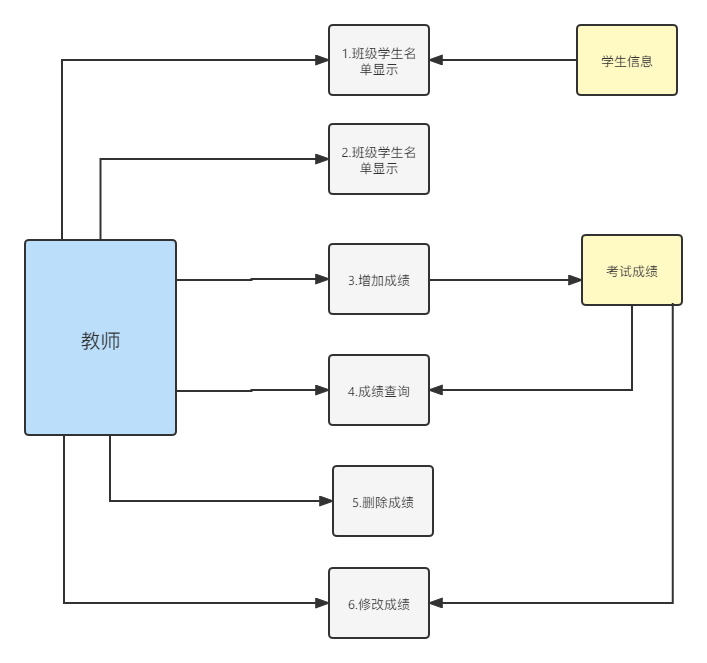 1.班级学生名
单显示
学生信息
2.班级学生名
单显示
教师
3.增加成绩
考试成绩
4.成绩查询
5.删除成绩
6.修改成绩